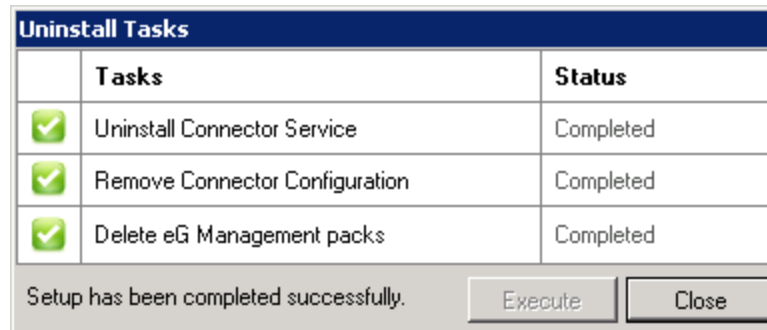 Uninstall Tasks
Tasks Status
Uninstall Connector Service Completed
Remove Connector Configuration Completed
Delete eG Management packs Completed
Setup has been completed successfully. Execute Close